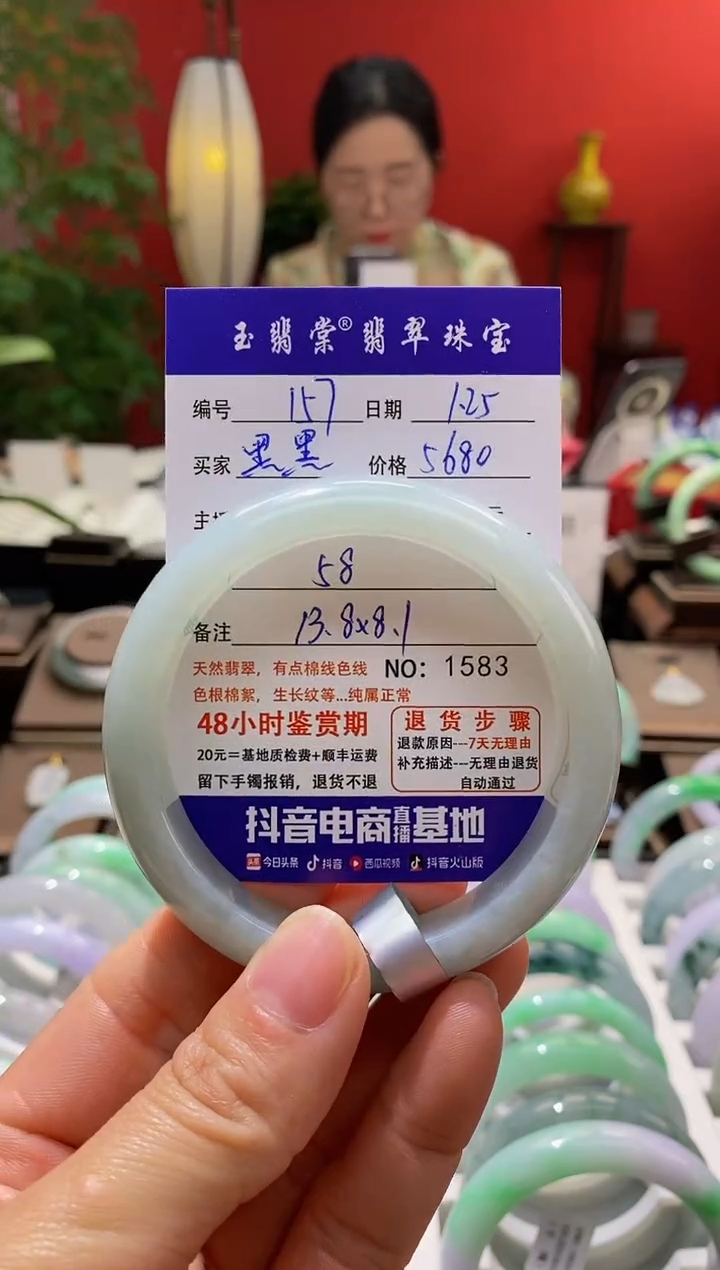 玉翡棠®翡翠珠宝
编号 157 日期 1.25
买家 黑黑 价格 5680
主
58
备注 13.8x8.1
天然翡翠，有点棉线色线 NO： 1583
色根棉絮，生长纹等...纯属正常
48小时鉴赏期
20元=基地质检费+顺丰运费
留下手镯报销，退货不退
退货步骤
退款原因---7天无理由
补充描述---无理由退货
自动通过
抖音电商直播基地
头条 今日头条 抖音 西瓜视频 抖音火山版